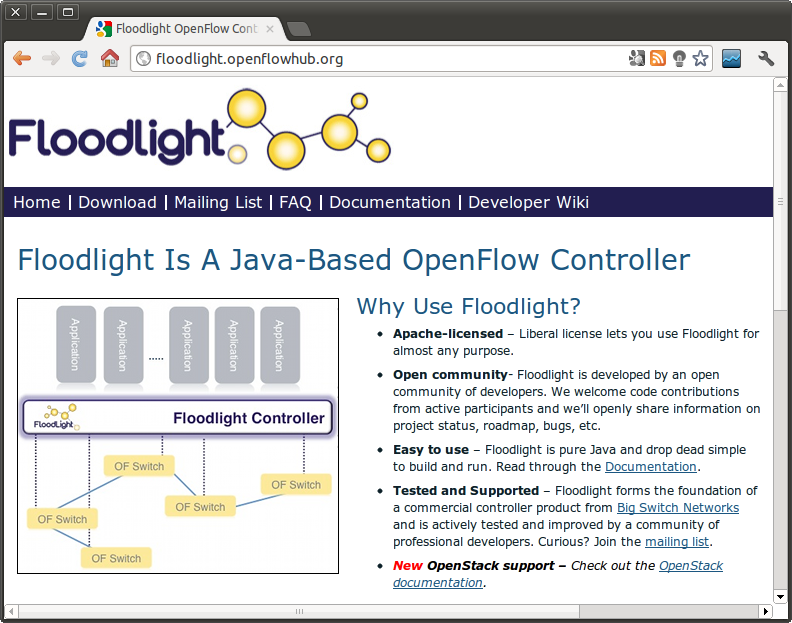 Floodlight OpenFlow Cont
floodlight.openflowhub.org
Floodlight
Home | Download | Mailing List | FAQ | Documentation | Developer Wiki
Floodlight Is A Java-Based OpenFlow Controller
Application
Application
.....
Application
Application
Application
FloodLight
Floodlight Controller
OF Switch
OF Switch
OF Switch
OF Switch
OF Switch
Why Use Floodlight?
• Apache-licensed – Liberal license lets you use Floodlight for
almost any purpose.
• Open community- Floodlight is developed by an open
community of developers. We welcome code contributions
from active participants and we’ll openly share information on
project status, roadmap, bugs, etc.
• Easy to use – Floodlight is pure Java and drop dead simple
to build and run. Read through the Documentation.
• Tested and Supported – Floodlight forms the foundation of
a commercial controller product from Big Switch Networks
and is actively tested and improved by a community of
professional developers. Curious? Join the mailing list.
• New OpenStack support – Check out the OpenStack
documentation.